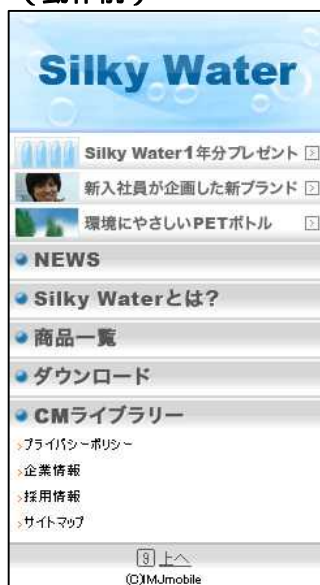 Silky Water
Silky Water1年分プレゼント
新入社員が企画した新ブランド
環境にやさしいPETボトル
NEWS
Silky Waterとは?
商品一覧
ダウンロード
CMライブラリー
プライバシーポリシー
企業情報
採用情報
サイトマップ
9 上へ
(C)IMJmobile